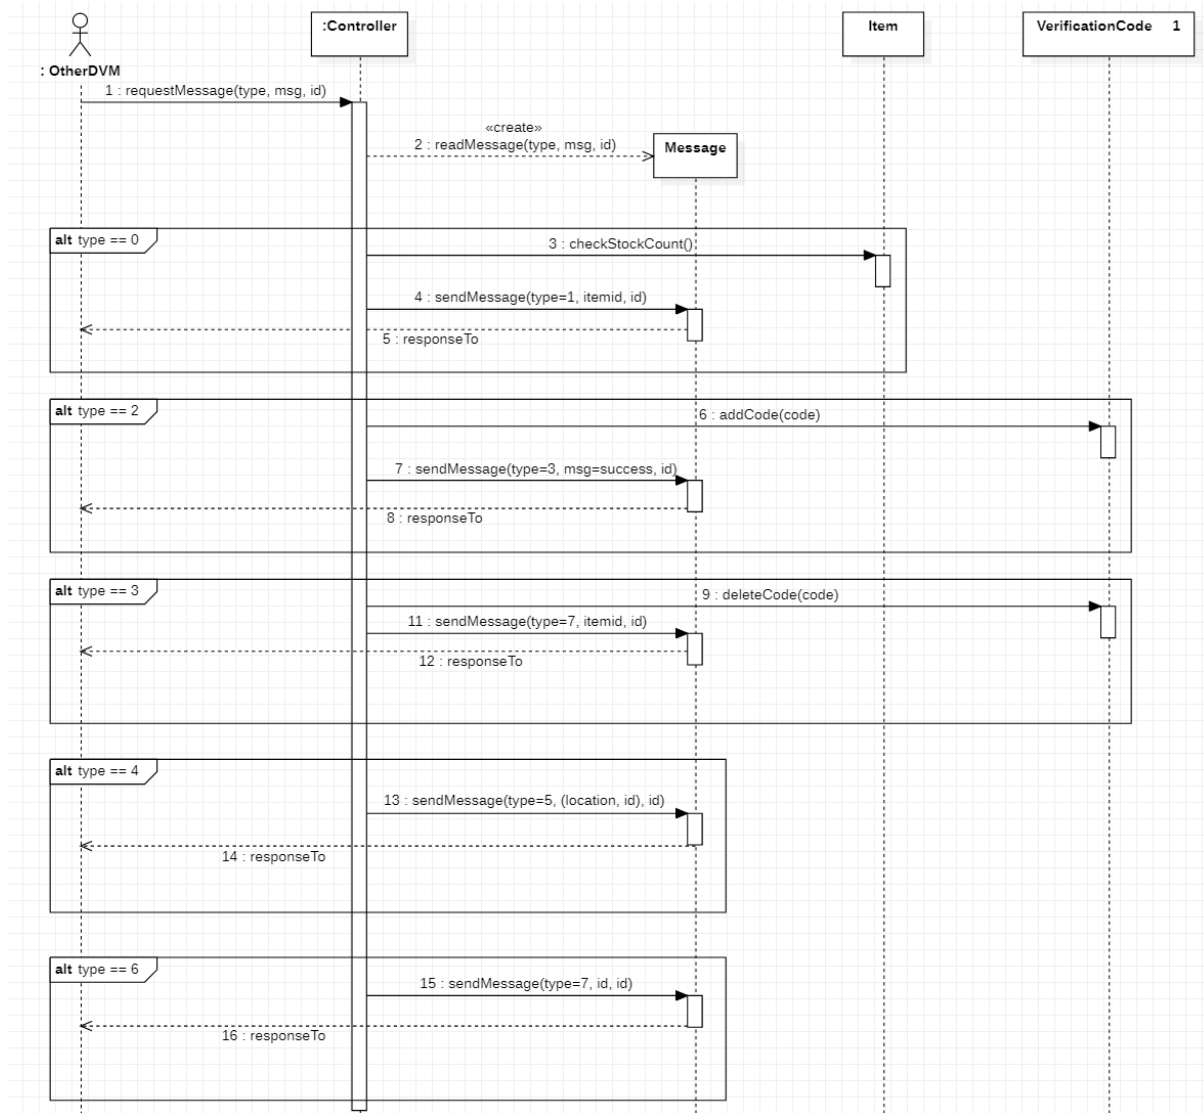 :Controller
Item
VerificationCode 1
: OtherDVM
1 : requestMessage(type, msg, id)
«create»
2 : readMessage(type, msg, id)
Message
alt type == 0
3 : checkStockCount()
4 : sendMessage(type=1, itemid, id)
5 : responseTo
alt type == 2
6 : addCode(code)
7 : sendMessage(type=3, msg=success, id)
8 : responseTo
alt type == 3
9 : deleteCode(code)
11 : sendMessage(type=7, itemid, id)
12 : responseTo
alt type == 4
13 : sendMessage(type=5, (location, id), id)
14 : responseTo
alt type == 6
15 : sendMessage(type=7, id, id)
16 : responseTo